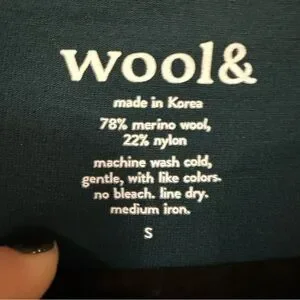 wool&
made in Korea
78% merino wool,
22% nylon
machine wash cold,
gentle, with like colors.
no bleach. line dry.
medium iron.
S